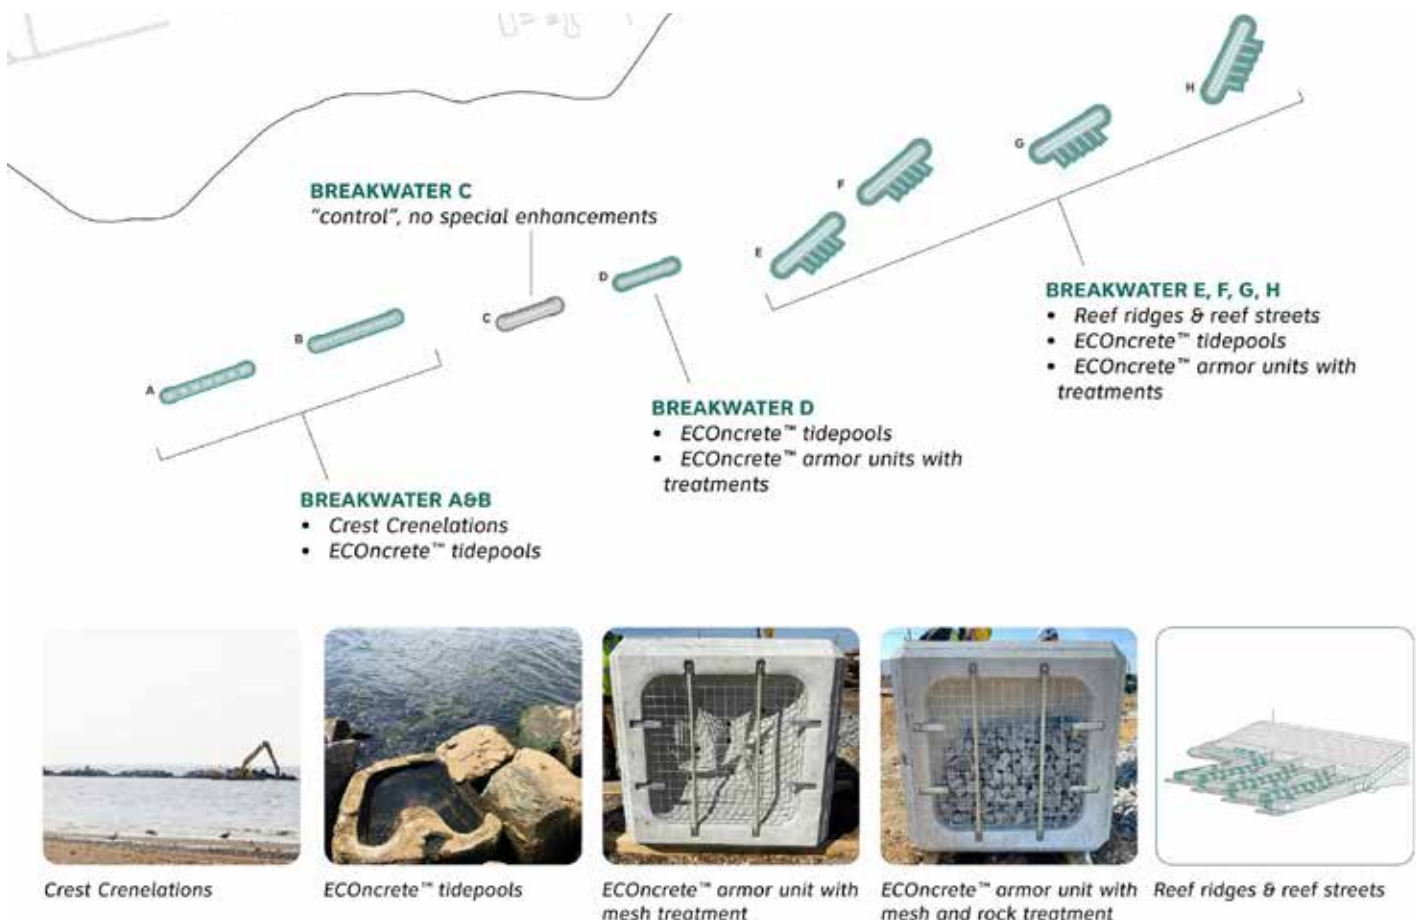 H
G
F
BREAKWATER C
"control", no special enhancements
E
D
BREAKWATER E, F, G, H
• Reef ridges & reef streets
• ECOncrete™ tidepools
• ECOncrete™ armor units with
treatments
C
B
A
BREAKWATER D
• ECOncrete™ tidepools
• ECOncrete™ armor units with
treatments
BREAKWATER A&B
• Crest Crenelations
• ECOncrete™ tidepools
Crest Crenelations
ECOncrete™ tidepools
ECOncrete™ armor unit with
mesh treatment
ECOncrete™ armor unit with
mesh and rock treatment
Reef ridges & reef streets